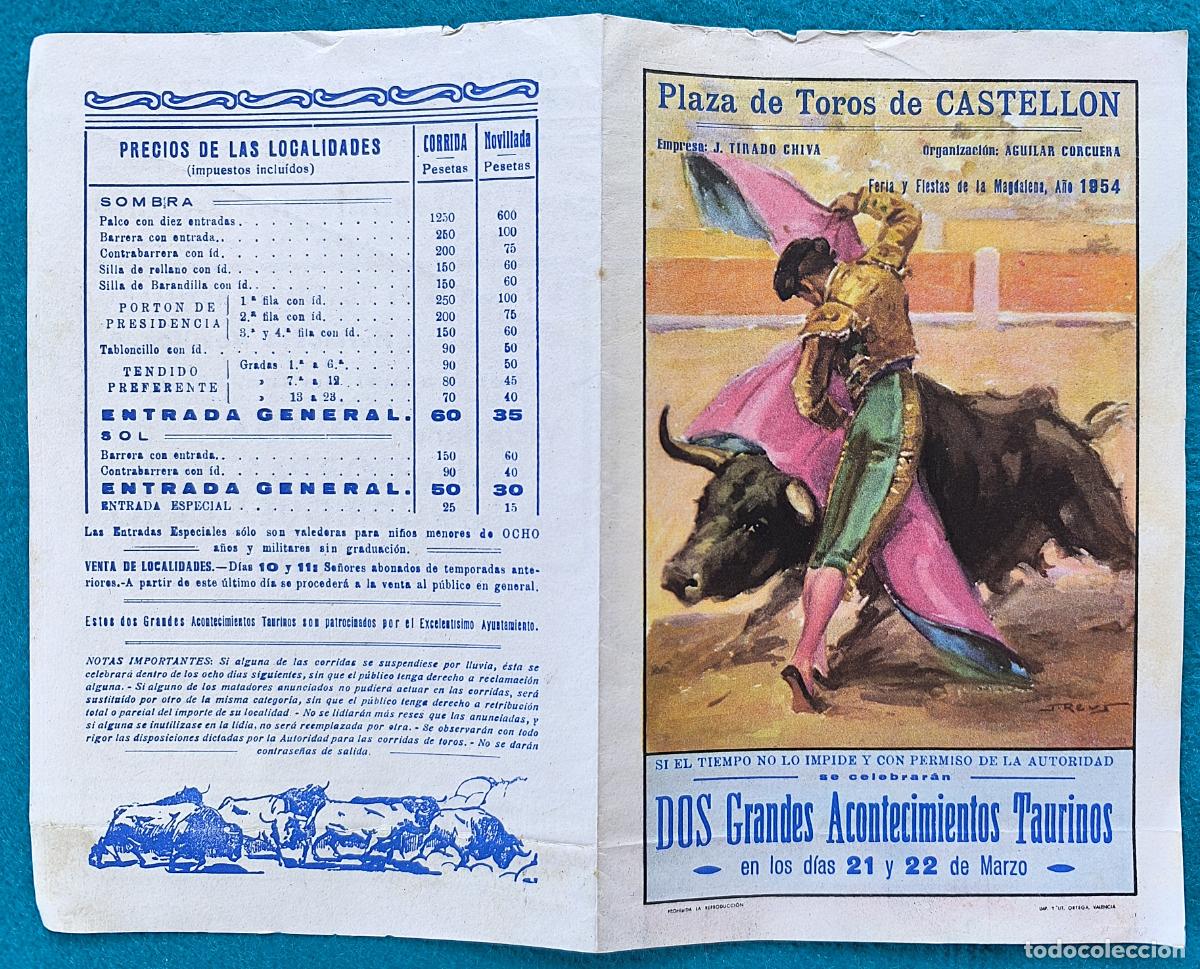 PRECIOS DE LAS LOCALIDADES
(impuestos incluídos)
CORRIDA
Pesetas
Novillada
Pesetas
SOMBRA
Palco con diez entradas. 1250 600
Barrera con entrada.. 250 100
Contrabarrera con íd. 200 75
Silla de rellano con íd. 150 60
Silla de Barandilla con íd.. 150 60
PORTON DE PRESIDENCIA
1.ª fila con íd. 250 100
2.ª fila con íd. 200 75
3.ª y 4.ª fila con íd. 150 60
Tabloncillo con íd. 90 50
TENDIDO PREFERENTE
Gradas 1.ª a 6.ª. 90 50
» 7.ª a 12. 80 45
» 13 a 23. 70 40
ENTRADA GENERAL. 60 35
SOL
Barrera con entrada. 150 60
Contrabarrera con íd. 90 40
ENTRADA GENERAL. 50 30
ENTRADA ESPECIAL 25 15
Las Entradas Especiales sólo son valederas para niños menores de OCHO
años y militares sin graduación.
VENTA DE LOCALIDADES.—Días 10 y 11: Señores abonados de temporadas ante-
riores.-A partir de este último día se procederá a la venta al público en general.
Estos dos Grandes Acontecimientos Taurinos son patrocinados por el Excelentísimo Ayuntamiento.
NOTAS IMPORTANTES: Si alguna de las corridas se suspendiese por lluvia, ésta se
celebrará dentro de los ocho días siguientes, sin que el público tenga derecho a reclamación
alguna. - Si alguno de los matadores anunciados no pudiera actuar en las corridas, será
sustituído por otro de la misma categoría, sin que el público tenga derecho a retribución
total o parcial del importe de su localidad - No se lidiarán más reses que las anunciadas, y
si alguna se inutilizase en la lidia, no será reemplazada por otra. - Se observarán con todo
rigor las disposiciones dictadas por la Autoridad para las corridas de toros. - No se darán
contraseñas de salida.
Plaza de Toros de CASTELLON
Empresa: J. TIRADO CHIVA
Organización: AGUILAR CORCUERA
Feria y Fiestas de la Magdalena, Año 1954
J. REUS
SI EL TIEMPO NO LO IMPIDE Y CON PERMISO DE LA AUTORIDAD
se celebrarán
DOS Grandes Acontecimientos Taurinos
en los días 21 y 22 de Marzo
PROHIBIDA LA REPRODUCCIÓN
IMP. Y LIT. ORTEGA, VALENCIA
todocoleccion